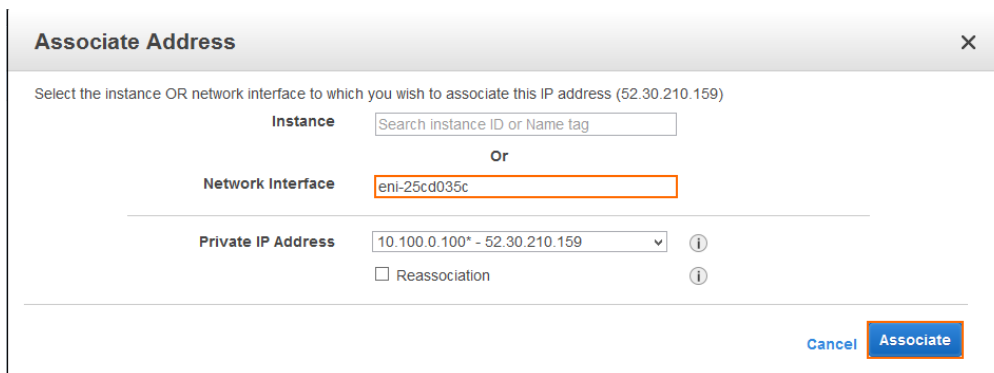 Associate Address
Select the instance OR network interface to which you wish to associate this IP address (52.30.210.159)
Instance Search instance ID or Name tag
Or
Network Interface eni-25cd035c
Private IP Address 10.100.0.100* - 52.30.210.159
Reassociation
Cancel Associate